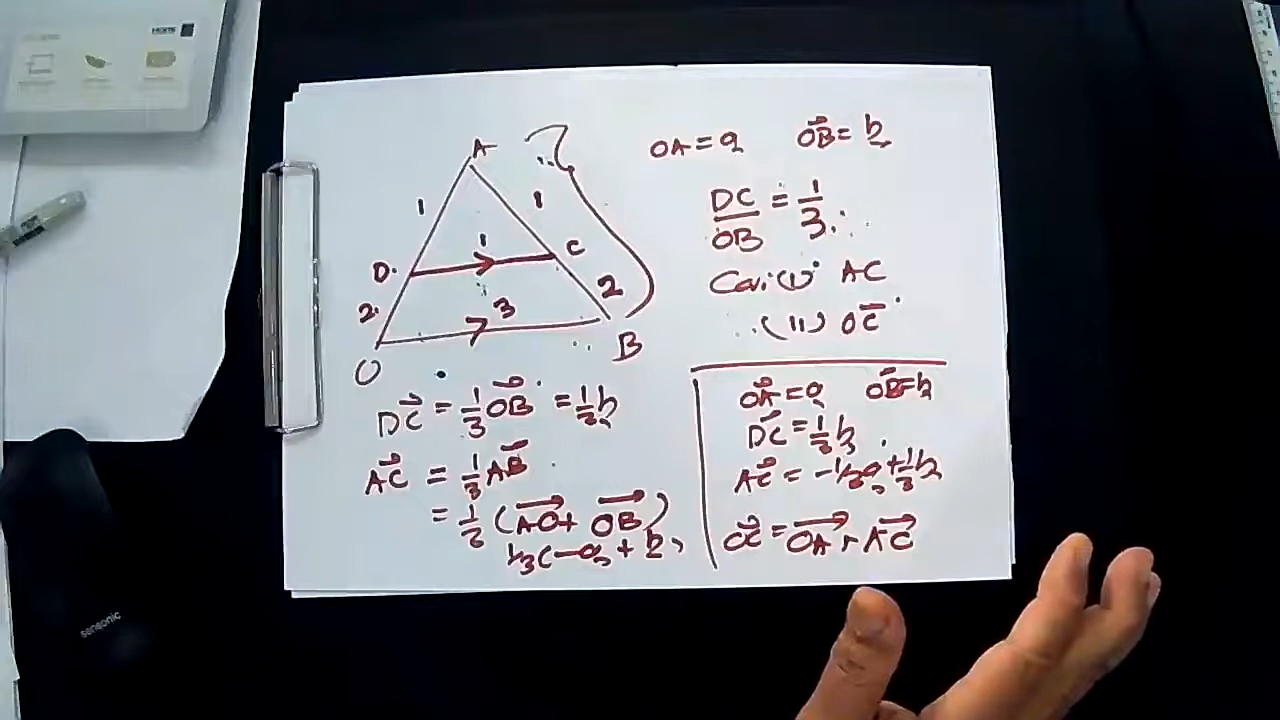 A
1
1
1
C
D
2
2
3
O
B
OA = a OB = b
DC/OB = 1/3
Cari (i) AC
(ii) OC
DC = 1/3 OB = 1/3 b
AC = 1/3 AB
= 1/3 (AO + OB)
1/3 (-a + b)
OA = a OB = b
DC = 1/3 b
AC = -1/3 a + 1/3 b
OC = OA + AC
sensonic